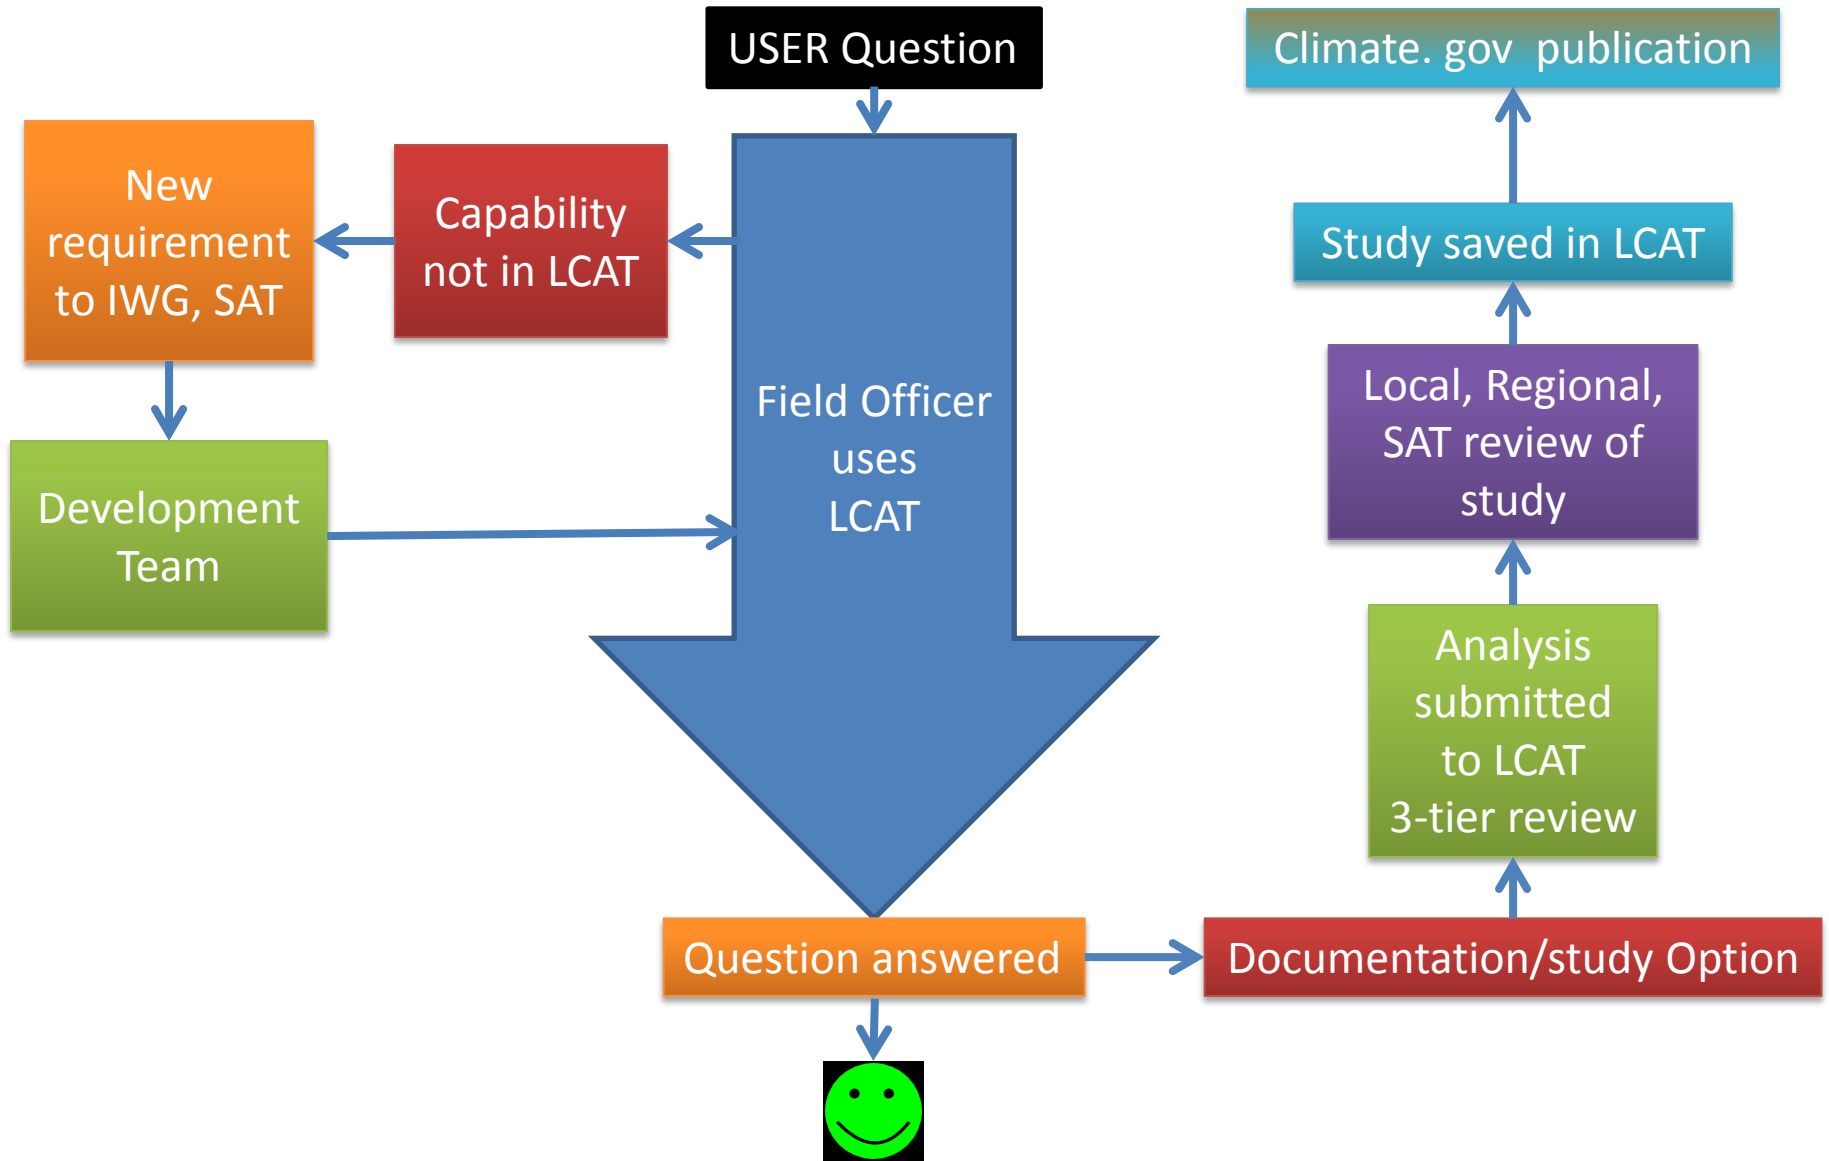 USER Question
Climate. gov  publication
New
requirement
to IWG, SAT
Capability
not in LCAT
Study saved in LCAT
Field Officer
uses
LCAT
Local, Regional,
SAT review of
study
Development
Team
Analysis
submitted
to LCAT
3-tier review
Question answered
Documentation/study Option